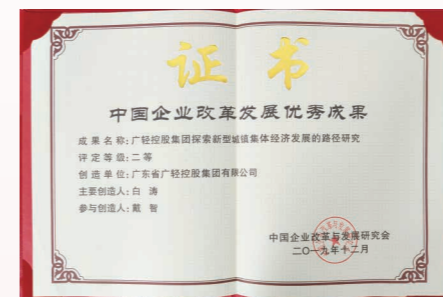 证书
中国企业改革发展优秀成果
成果名称：广轻控股集团探索新型城镇集体经济发展的路径研究
评定等级：二等
创造单位：广东省广轻控股集团有限公司
主要创造人：白 涛
参与创造人：戴 智
中国企业改革与发展研究会
二〇一九年十二月